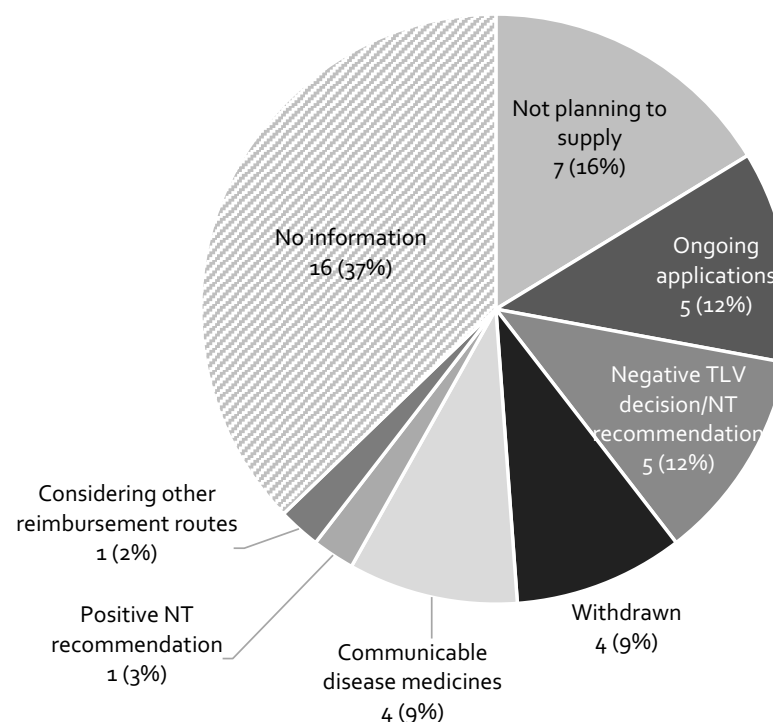 Not planning to
supply
7 (16%)
Ongoing
applications
5 (12%)
Negative TLV
decision/NT
recommendation
5 (12%)
Withdrawn
4 (9%)
Communicable
disease medicines
4 (9%)
Positive NT
recommendation
1 (3%)
Considering other
reimbursement routes
1 (2%)
No information
16 (37%)